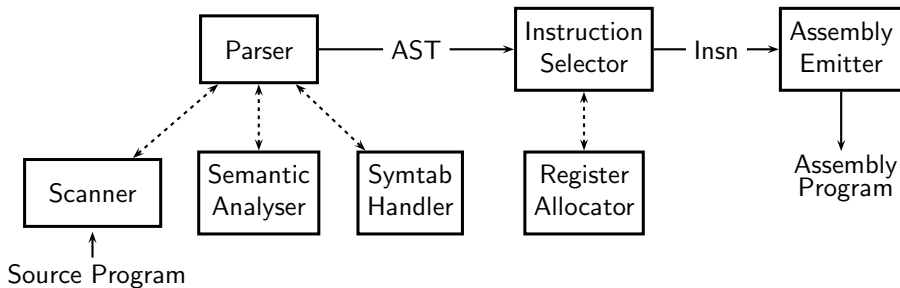 Parser
AST
Instruction
Selector
Insn
Assembly
Emitter
Scanner
Semantic
Analyser
Symtab
Handler
Register
Allocator
Assembly
Program
Source Program